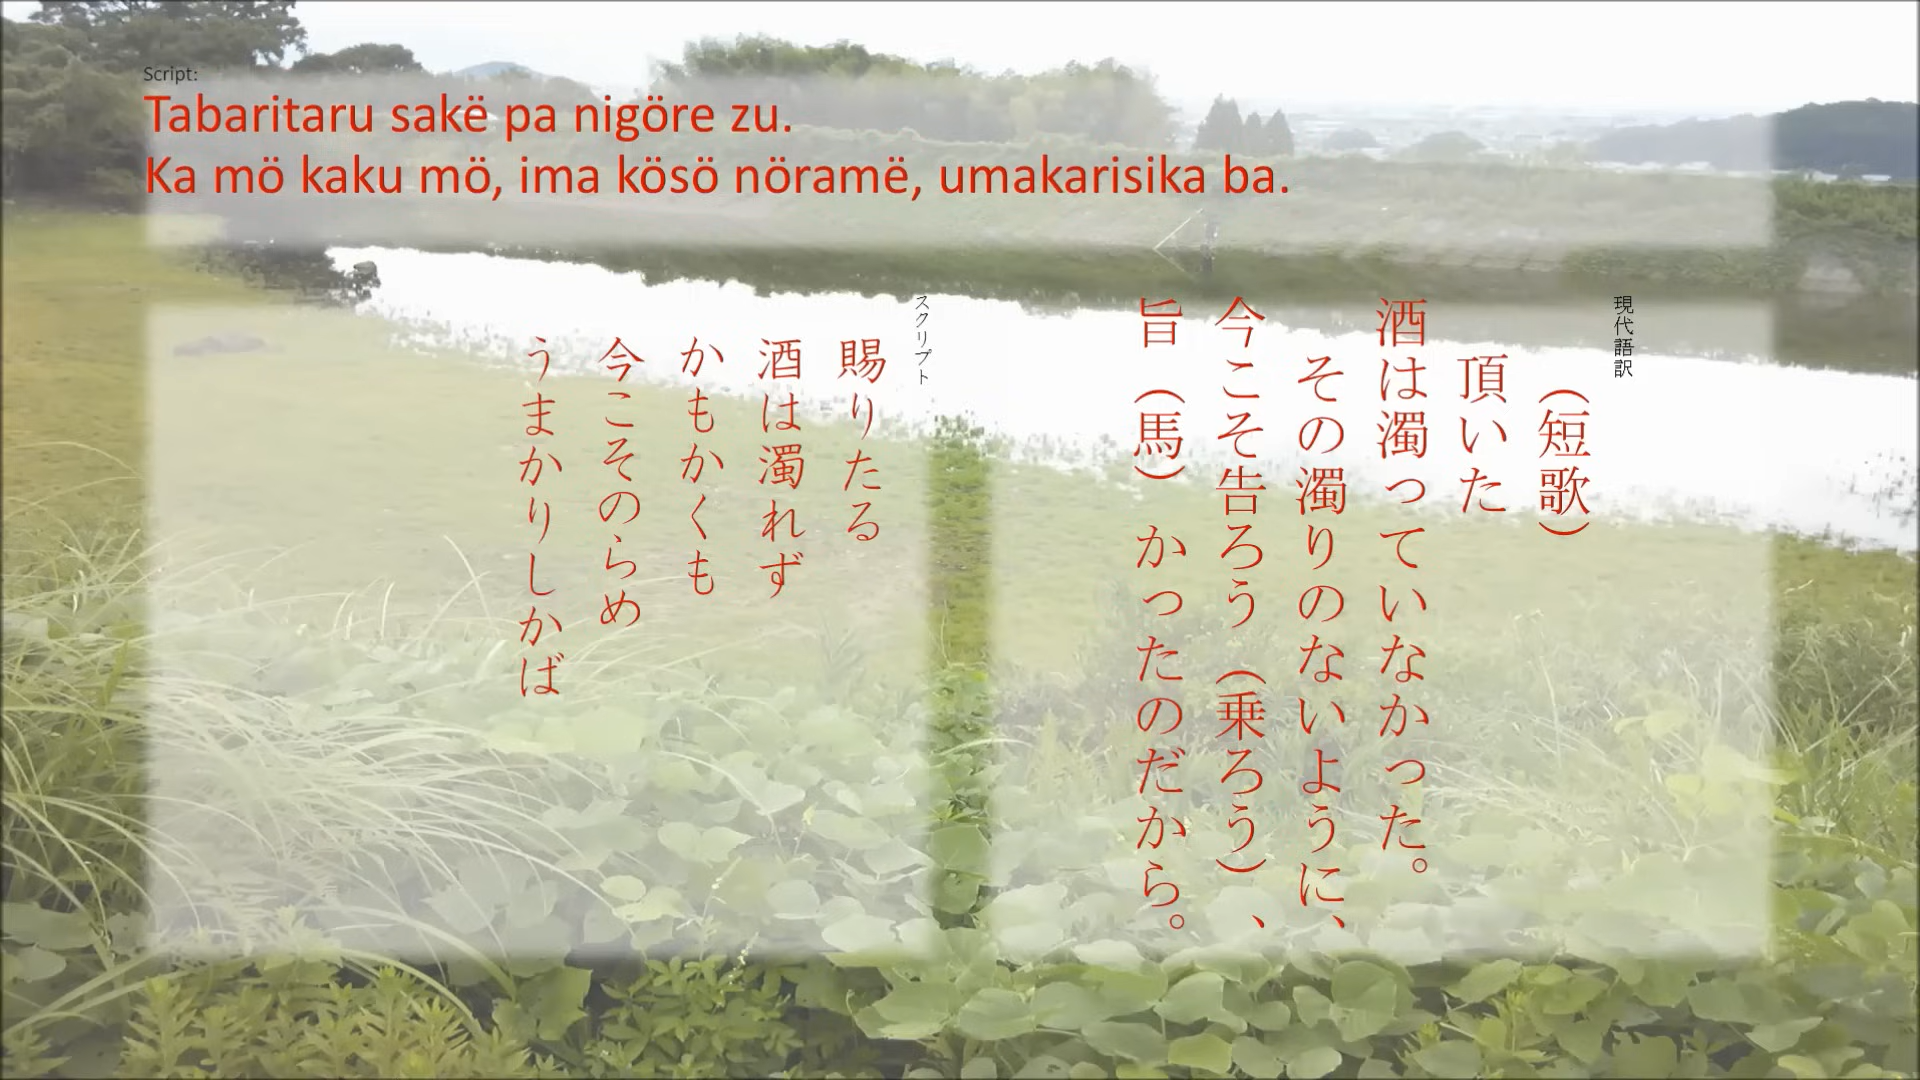 Script:
Tabaritaru sakë pa nigöre zu.
Ka mö kaku mö, ima kösö nöramë, umakarisika ba.
現代語訳
（短歌）
頂いた
酒は濁っていなかった。
その濁りのないように、
今こそ告ろう（乗ろう）、
旨（馬）かったのだから。
スクリプト
賜りたる
酒は濁れず
かもかくも
今こそのらめ
うまかりしかば